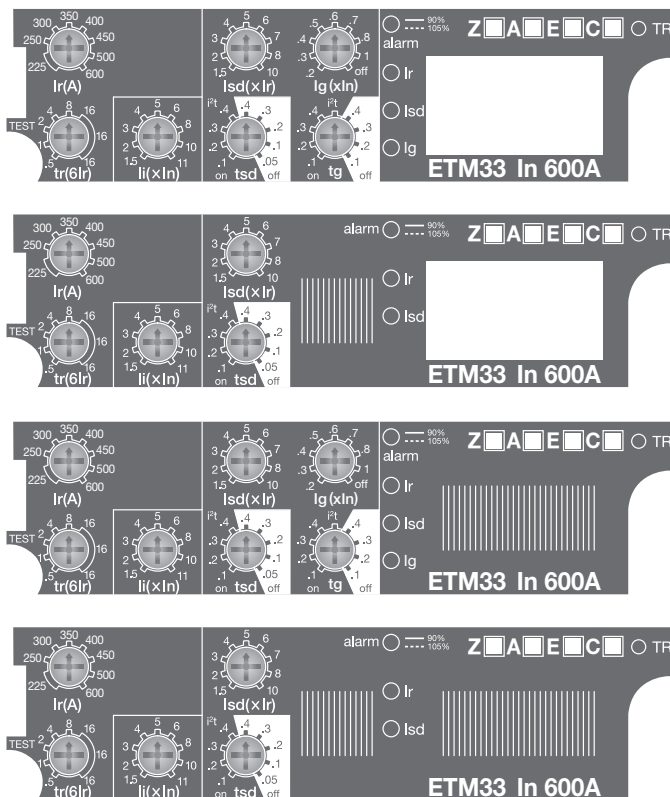 225 250 300 350 400 450 500 600
Ir(A)
1.5 2 3 4 5 6 7 8 10
Isd(×Ir)
.2 .3 .4 .5 .6 .7 .8 1 off
Ig(xIn)
alarm 90%
105%
Z A E C TR
Ir
Isd
Ig
TEST
.5 1 2 4 8 16 16 16
tr(6Ir)
1.5 2 3 4 5 6 8 10 11
Ii(×In)
i²t
on .1 .2 .3 .4 .4 .3 .2 .1 .05 off
tsd
i²t
on .1 .2 .3 .4 .4 .3 .2 .1 off
tg
ETM33 In 600A
225 250 300 350 400 450 500 600
Ir(A)
1.5 2 3 4 5 6 7 8 10
Isd(×Ir)
alarm 90%
105%
Z A E C TR
Ir
Isd
TEST
.5 1 2 4 8 16 16 16
tr(6Ir)
1.5 2 3 4 5 6 8 10 11
Ii(×In)
i²t
on .1 .2 .3 .4 .4 .3 .2 .1 .05 off
tsd
ETM33 In 600A
225 250 300 350 400 450 500 600
Ir(A)
1.5 2 3 4 5 6 7 8 10
Isd(×Ir)
.2 .3 .4 .5 .6 .7 .8 1 off
Ig(xIn)
alarm 90%
105%
Z A E C TR
Ir
Isd
Ig
TEST
.5 1 2 4 8 16 16 16
tr(6Ir)
1.5 2 3 4 5 6 8 10 11
Ii(×In)
i²t
on .1 .2 .3 .4 .4 .3 .2 .1 .05 off
tsd
i²t
on .1 .2 .3 .4 .4 .3 .2 .1 off
tg
ETM33 In 600A
225 250 300 350 400 450 500 600
Ir(A)
1.5 2 3 4 5 6 7 8 10
Isd(×Ir)
alarm 90%
105%
Z A E C TR
Ir
Isd
TEST
.5 1 2 4 8 16 16 16
tr(6Ir)
1.5 2 3 4 5 6 8 10 11
Ii(×In)
i²t
on .1 .2 .3 .4 .4 .3 .2 .1 .05 off
tsd
ETM33 In 600A